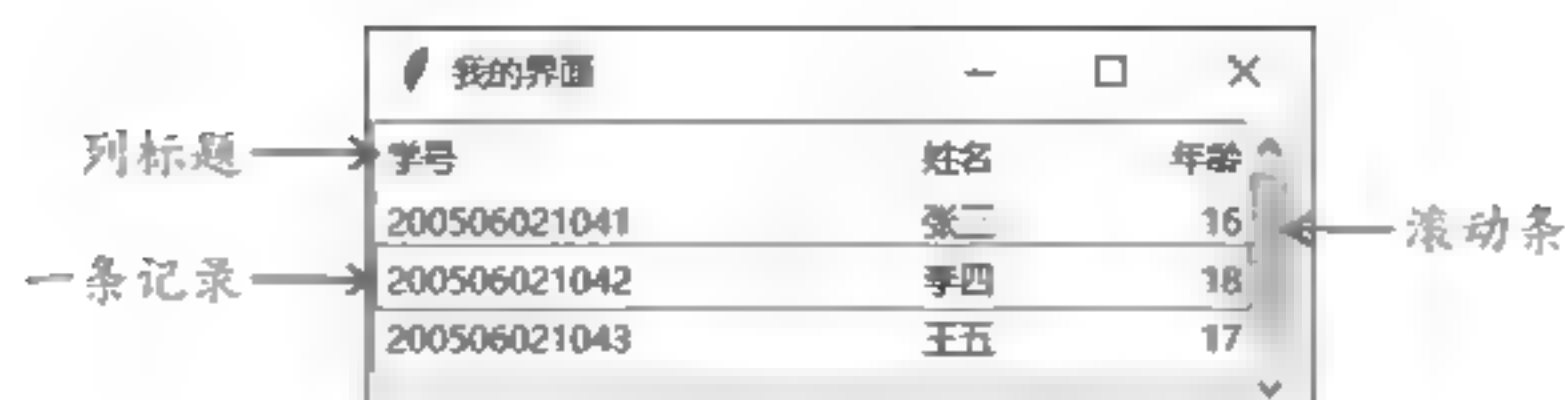 我的界面
列标题 学号 姓名 年龄
200506021041 张二 16 滚动条
一条记录 200506021042 李四 18
200506021043 王五 17